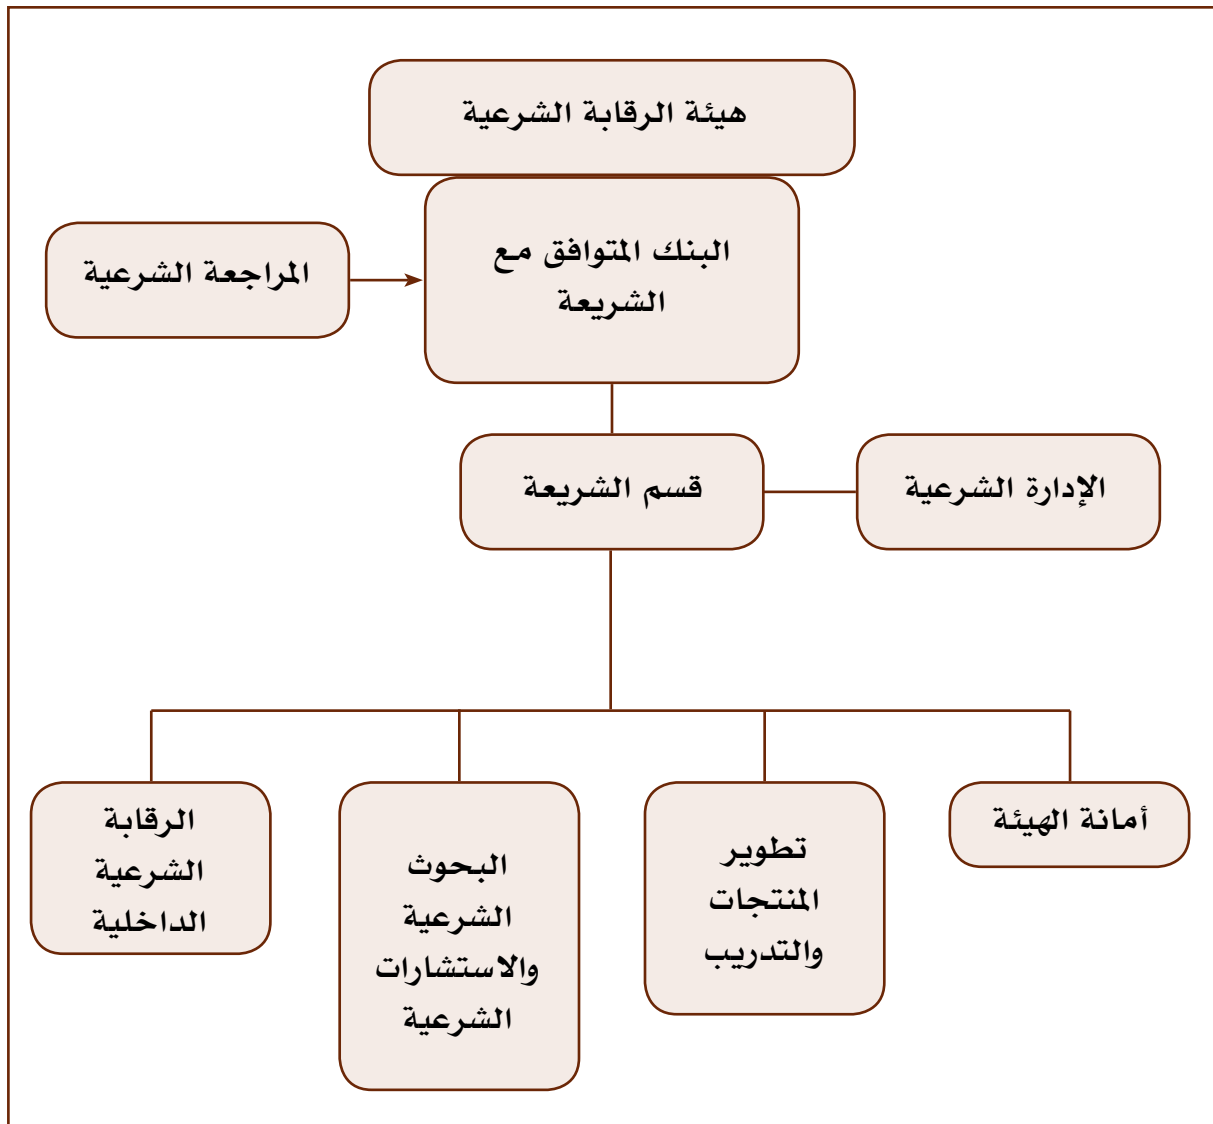 هيئة الرقابة الشرعية
البنك المتوافق مع
الشريعة
المراجعة الشرعية
قسم الشريعة
الإدارة الشرعية
أمانة الهيئة
تطوير
المنتجات
والتدريب
البحوث
الشرعية
والاستشارات
الشرعية
الرقابة
الشرعية
الداخلية